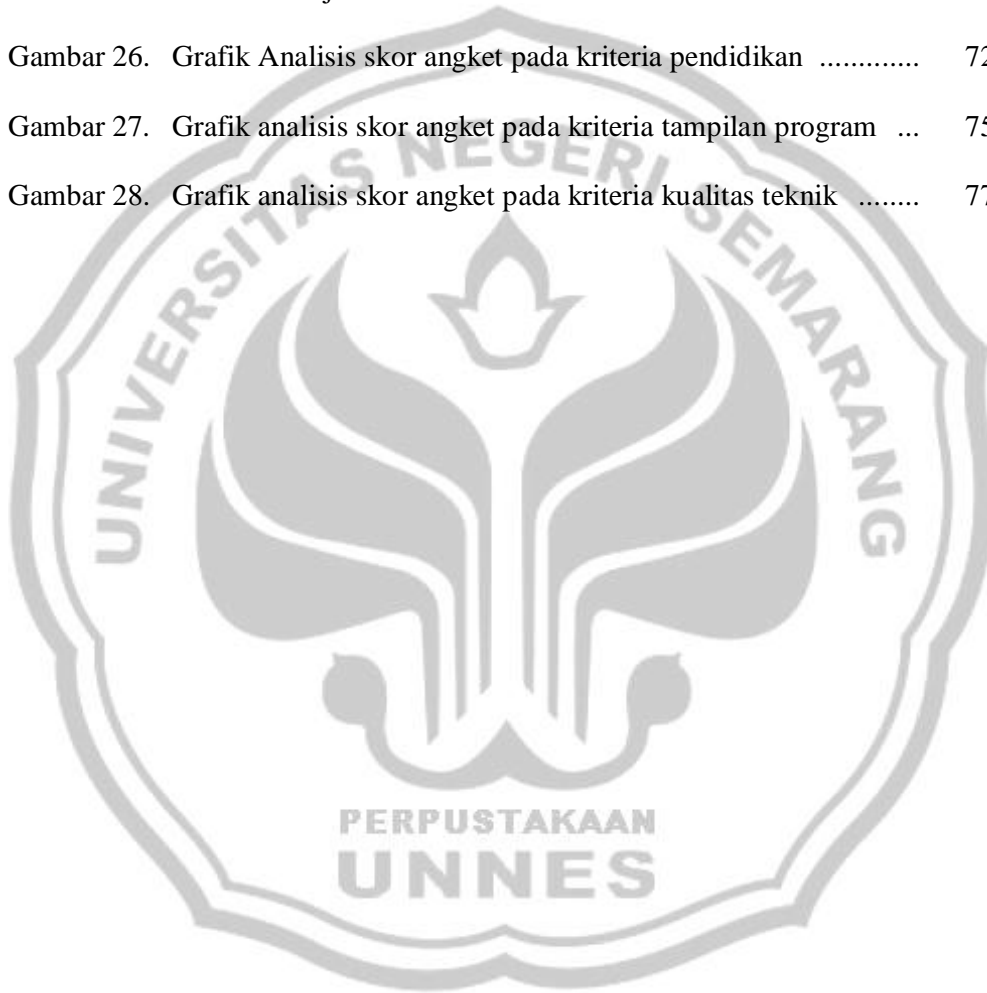 Gambar 26. Grafik Analisis skor angket pada kriteria pendidikan ............. 72
Gambar 27. Grafik analisis skor angket pada kriteria tampilan program ... 75
Gambar 28. Grafik analisis skor angket pada kriteria kualitas teknik ........ 77
UNIVERSITAS NEGERI SEMARANG
PERPUSTAKAAN
UNNES